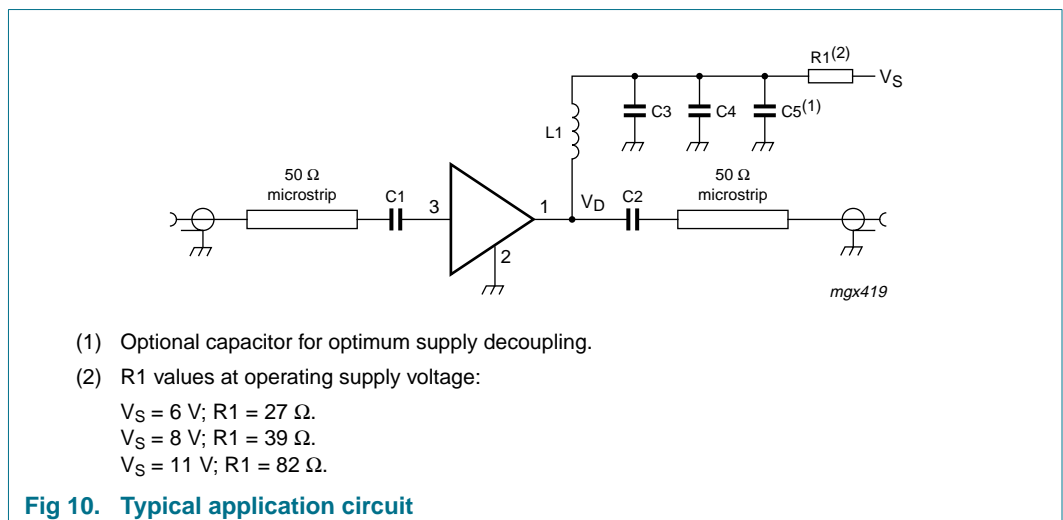 R1(2)
VS
C3
C4
C5(1)
L1
50 Ω
microstrip
C1
3
1
VD
C2
50 Ω
microstrip
2
mgx419
(1) Optional capacitor for optimum supply decoupling.
(2) R1 values at operating supply voltage:
VS = 6 V; R1 = 27 Ω.
VS = 8 V; R1 = 39 Ω.
VS = 11 V; R1 = 82 Ω.
Fig 10. Typical application circuit